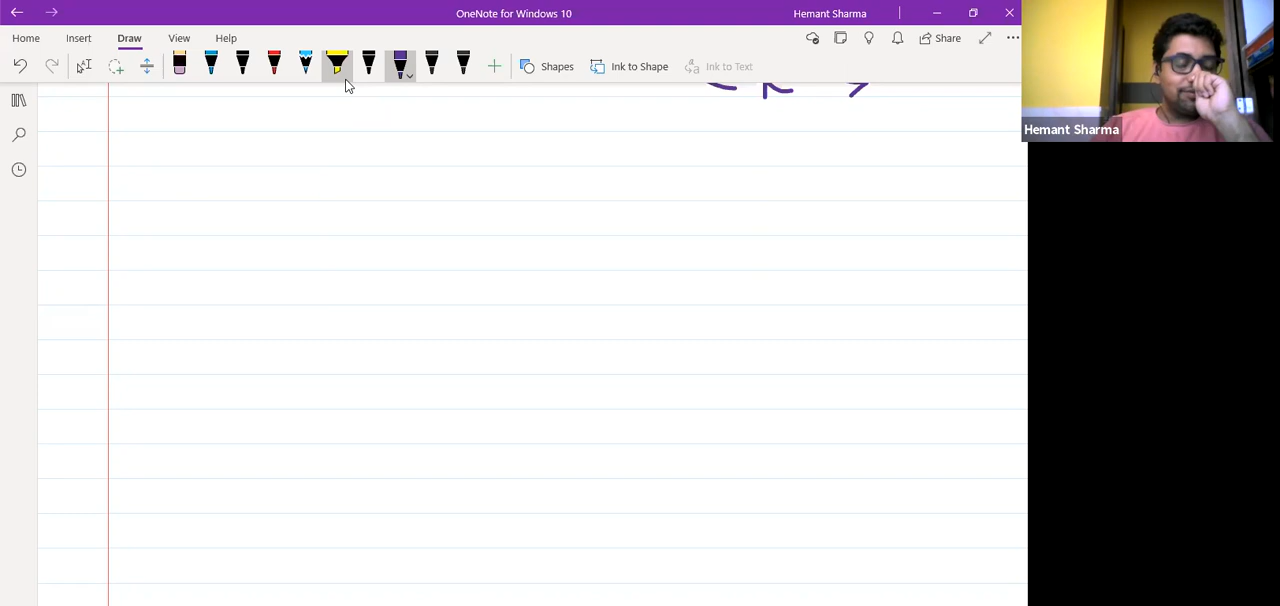 OneNote for Windows 10
Hemant Sharma
Home Insert Draw View Help
Share
Shapes
Ink to Shape
Ink to Text
Hemant Sharma